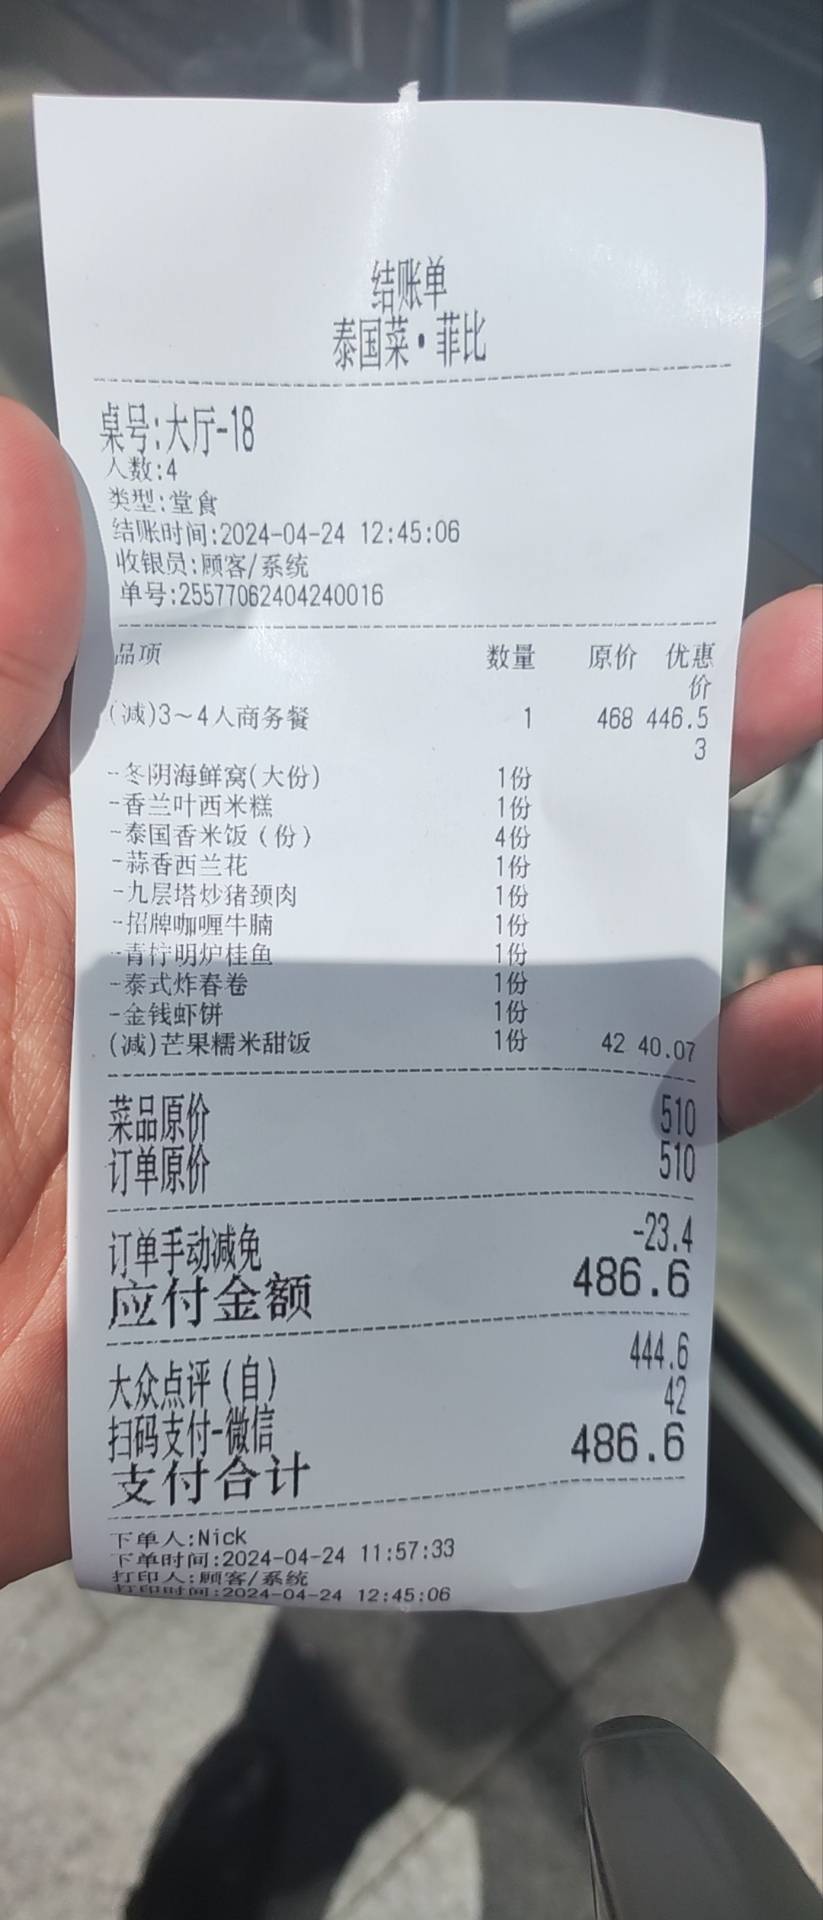 结账单
泰国菜·菲比
桌号:大厅-18
人数:4
类型:堂食
结账时间:2024-04-24 12:45:06
收银员:顾客/系统
单号:25577062404240016
品项 数量 原价 优惠价
(减)3~4人商务餐 1 468 446.53
-冬阴海鲜窝(大份) 1份
-香兰叶西米糕 1份
-泰国香米饭(份) 4份
-蒜香西兰花 1份
-九层塔炒猪颈肉 1份
-招牌咖喱牛腩 1份
-青柠明炉桂鱼 1份
-泰式炸春卷 1份
-金钱虾饼 1份
(减)芒果糯米甜饭 1份 42 40.07
菜品原价 510
订单原价 510
订单手动减免 -23.4
应付金额 486.6
大众点评(自) 444.6
扫码支付-微信 42
支付合计 486.6
下单人:Nick
下单时间:2024-04-24 11:57:33
打印人:顾客/系统
打印时间:2024-04-24 12:45:06